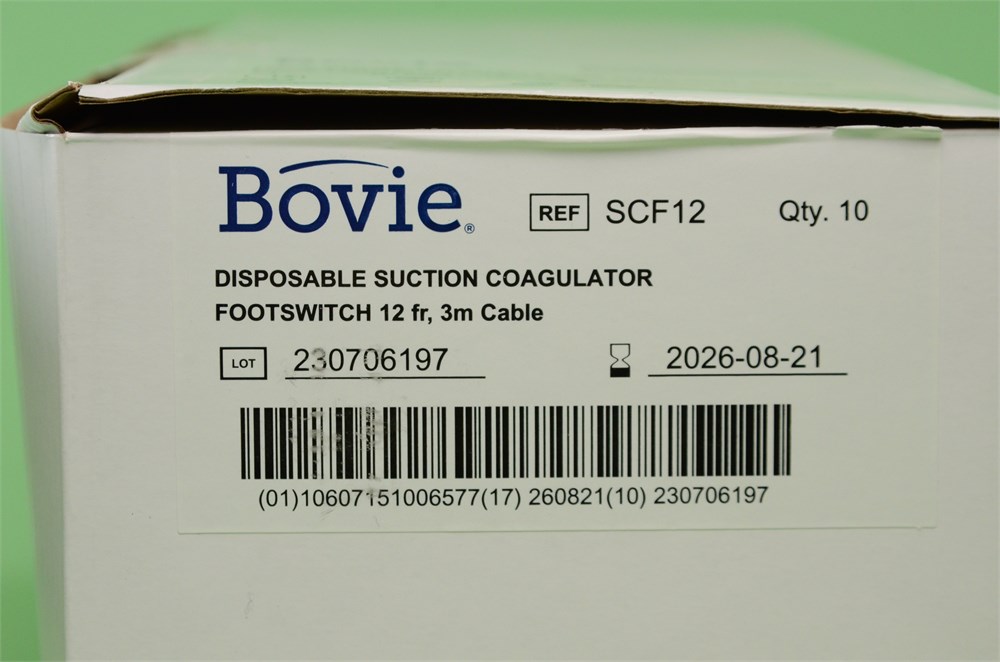 Bovie®
REF SCF12 Qty. 10
DISPOSABLE SUCTION COAGULATOR
FOOTSWITCH 12 fr, 3m Cable
LOT 230706197 2026-08-21
(01)10607151006577(17) 260821(10) 230706197